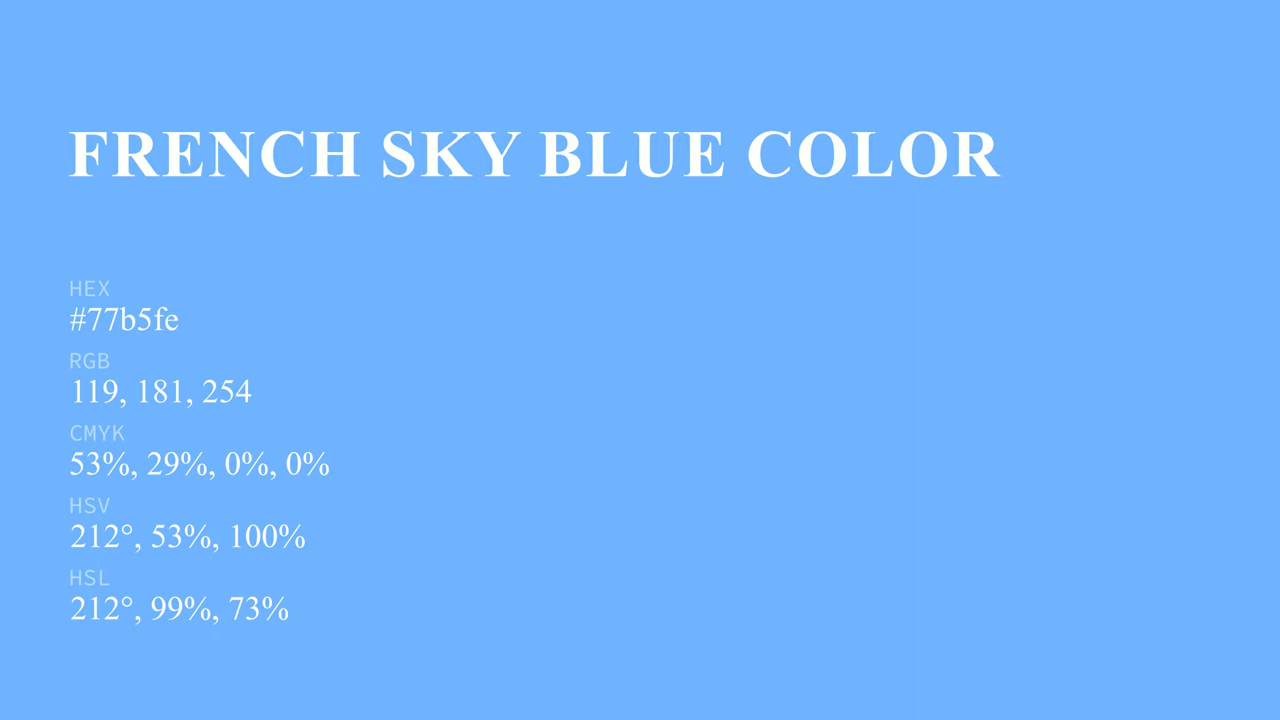 FRENCH SKY BLUE COLOR
HEX
#77b5fe
RGB
119, 181, 254
CMYK
53%, 29%, 0%, 0%
HSV
212°, 53%, 100%
HSL
212°, 99%, 73%